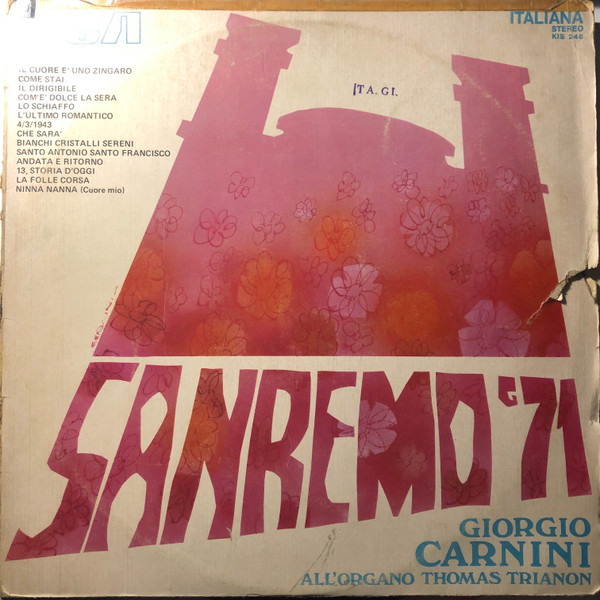 ITALIANA
STEREO
KIS 246
IL CUORE E' UNO ZINGARO
COME STAI
IL DIRIGIBILE
COM'E' DOLCE LA SERA
LO SCHIAFFO
L'ULTIMO ROMANTICO
4/3/1943
CHE SARA'
BIANCHI CRISTALLI SERENI
SANTO ANTONIO SANTO FRANCISCO
ANDATA E RITORNO
13, STORIA D'OGGI
LA FOLLE CORSA
NINNA NANNA (Cuore mio)
ITA. GI.
SANREMO '71
GIORGIO
CARNINI
ALL'ORGANO THOMAS TRIANON